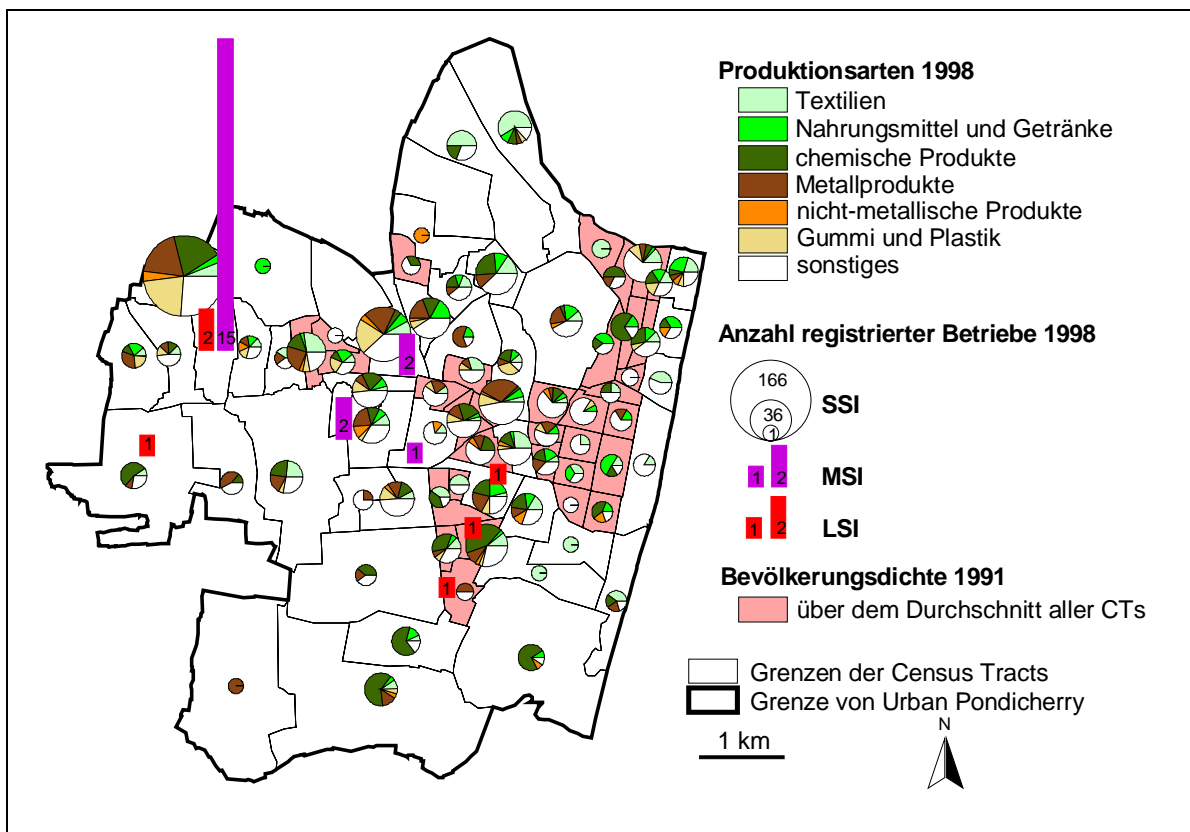 Produktionsarten 1998
Textilien
Nahrungsmittel und Getränke
chemische Produkte
Metallprodukte
nicht-metallische Produkte
Gummi und Plastik
sonstiges
Anzahl registrierter Betriebe 1998
166
36
1
SSI
1
2
MSI
1
2
LSI
Bevölkerungsdichte 1991
über dem Durchschnitt aller CTs
Grenzen der Census Tracts
Grenze von Urban Pondicherry
1 km
N
2
15
2
2
1
1
1
1
1